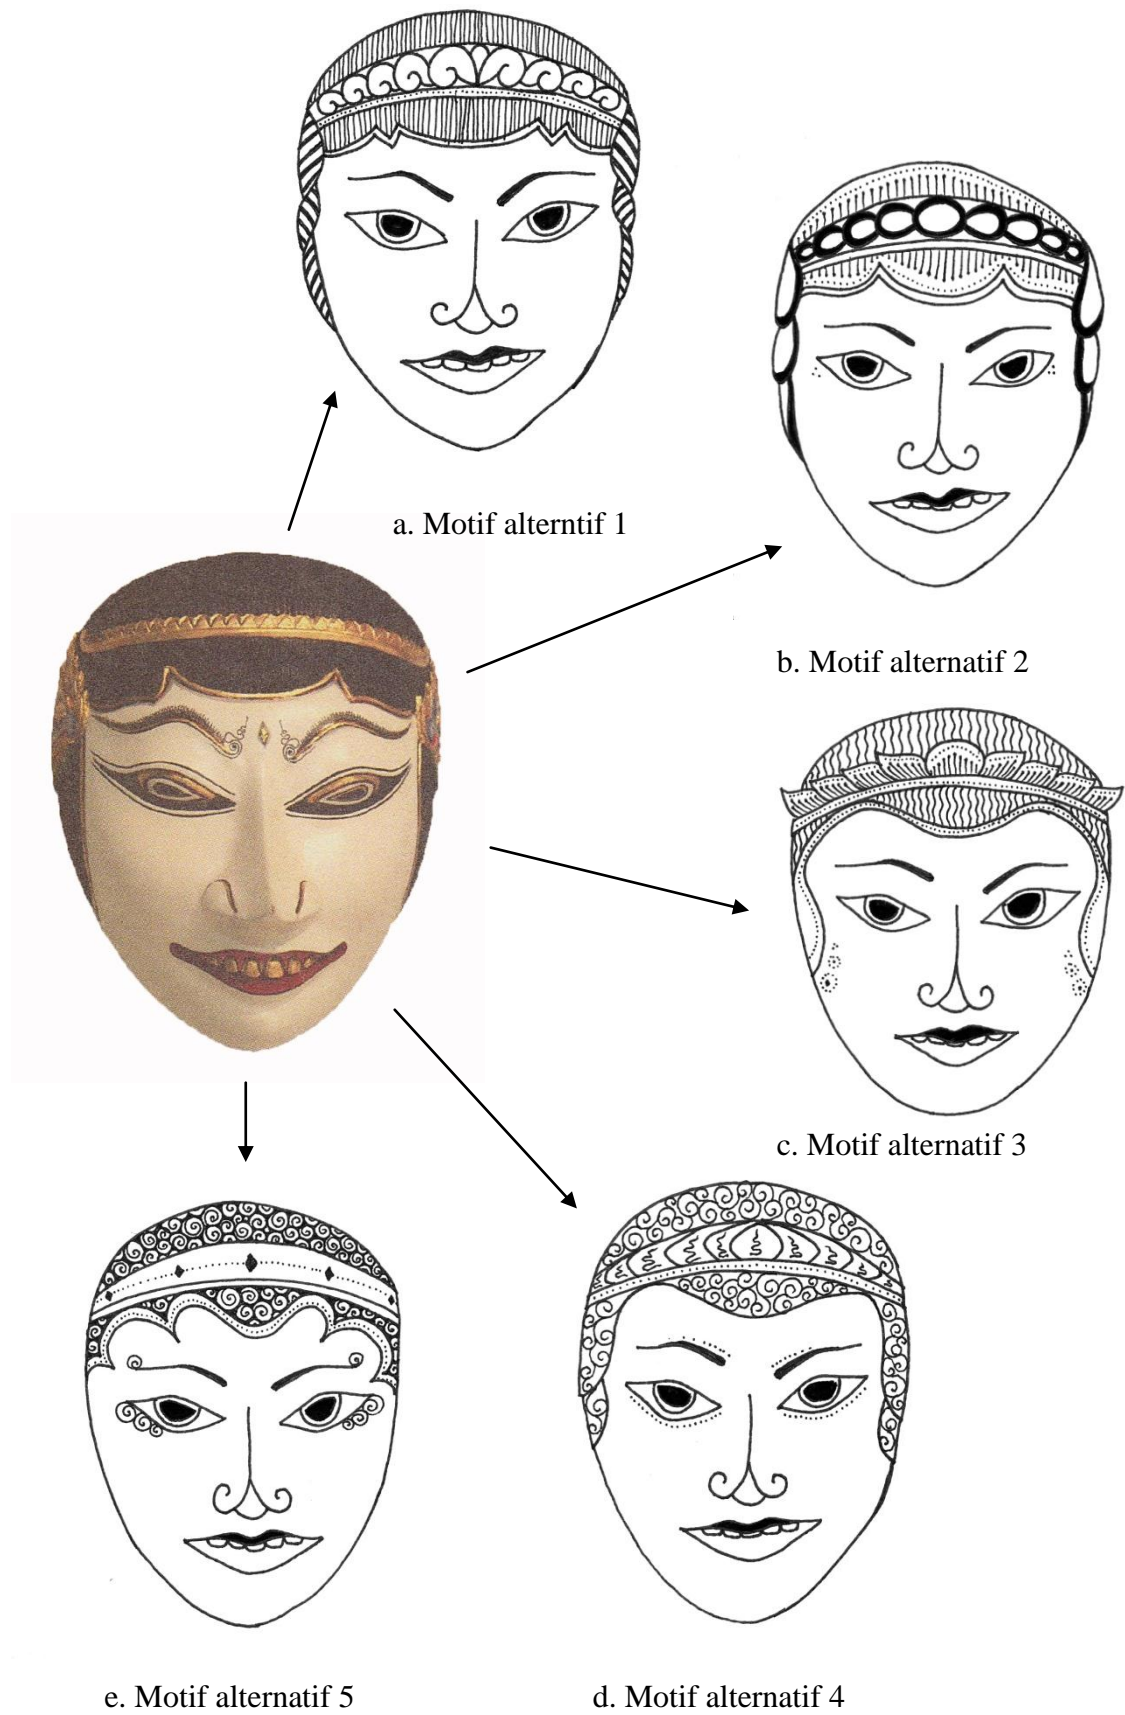 a. Motif alterntif 1
b. Motif alternatif 2
c. Motif alternatif 3
e. Motif alternatif 5
d. Motif alternatif 4